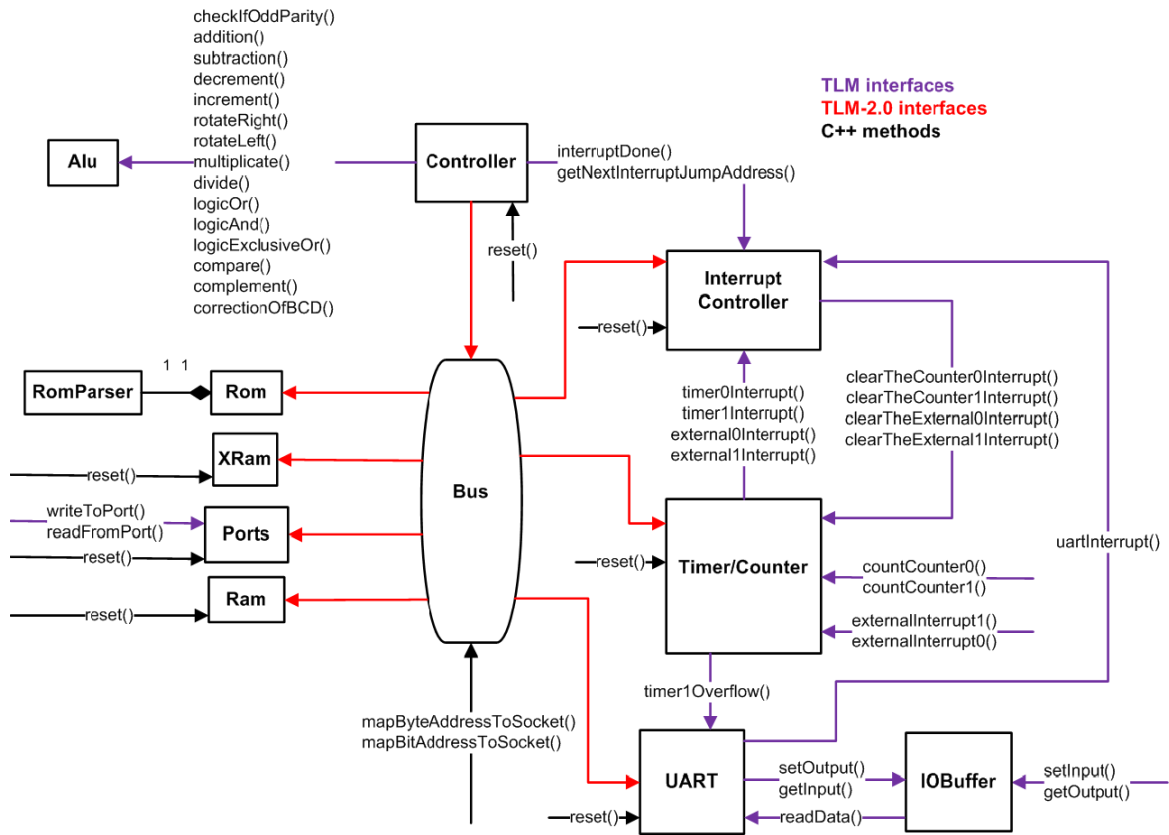 checkIfOddParity()
addition()
subtraction()
decrement()
increment()
rotateRight()
rotateLeft()
multiplicate()
divide()
logicOr()
logicAnd()
logicExclusiveOr()
compare()
complement()
correctionOfBCD()
TLM interfaces
TLM-2.0 interfaces
C++ methods
Alu
Controller
interruptDone()
getNextInterruptJumpAddress()
reset()
Interrupt
Controller
reset()
1 1
RomParser
Rom
XRam
reset()
writeToPort()
readFromPort()
Ports
reset()
Ram
reset()
Bus
timer0Interrupt()
timer1Interrupt()
external0Interrupt()
external1Interrupt()
clearTheCounter0Interrupt()
clearTheCounter1Interrupt()
clearTheExternal0Interrupt()
clearTheExternal1Interrupt()
uartInterrupt()
reset()
Timer/Counter
countCounter0()
countCounter1()
externalInterrupt1()
externalInterrupt0()
timer1Overflow()
mapByteAddressToSocket()
mapBitAddressToSocket()
UART
reset()
setOutput()
getInput()
readData()
IOBuffer
setInput()
getOutput()